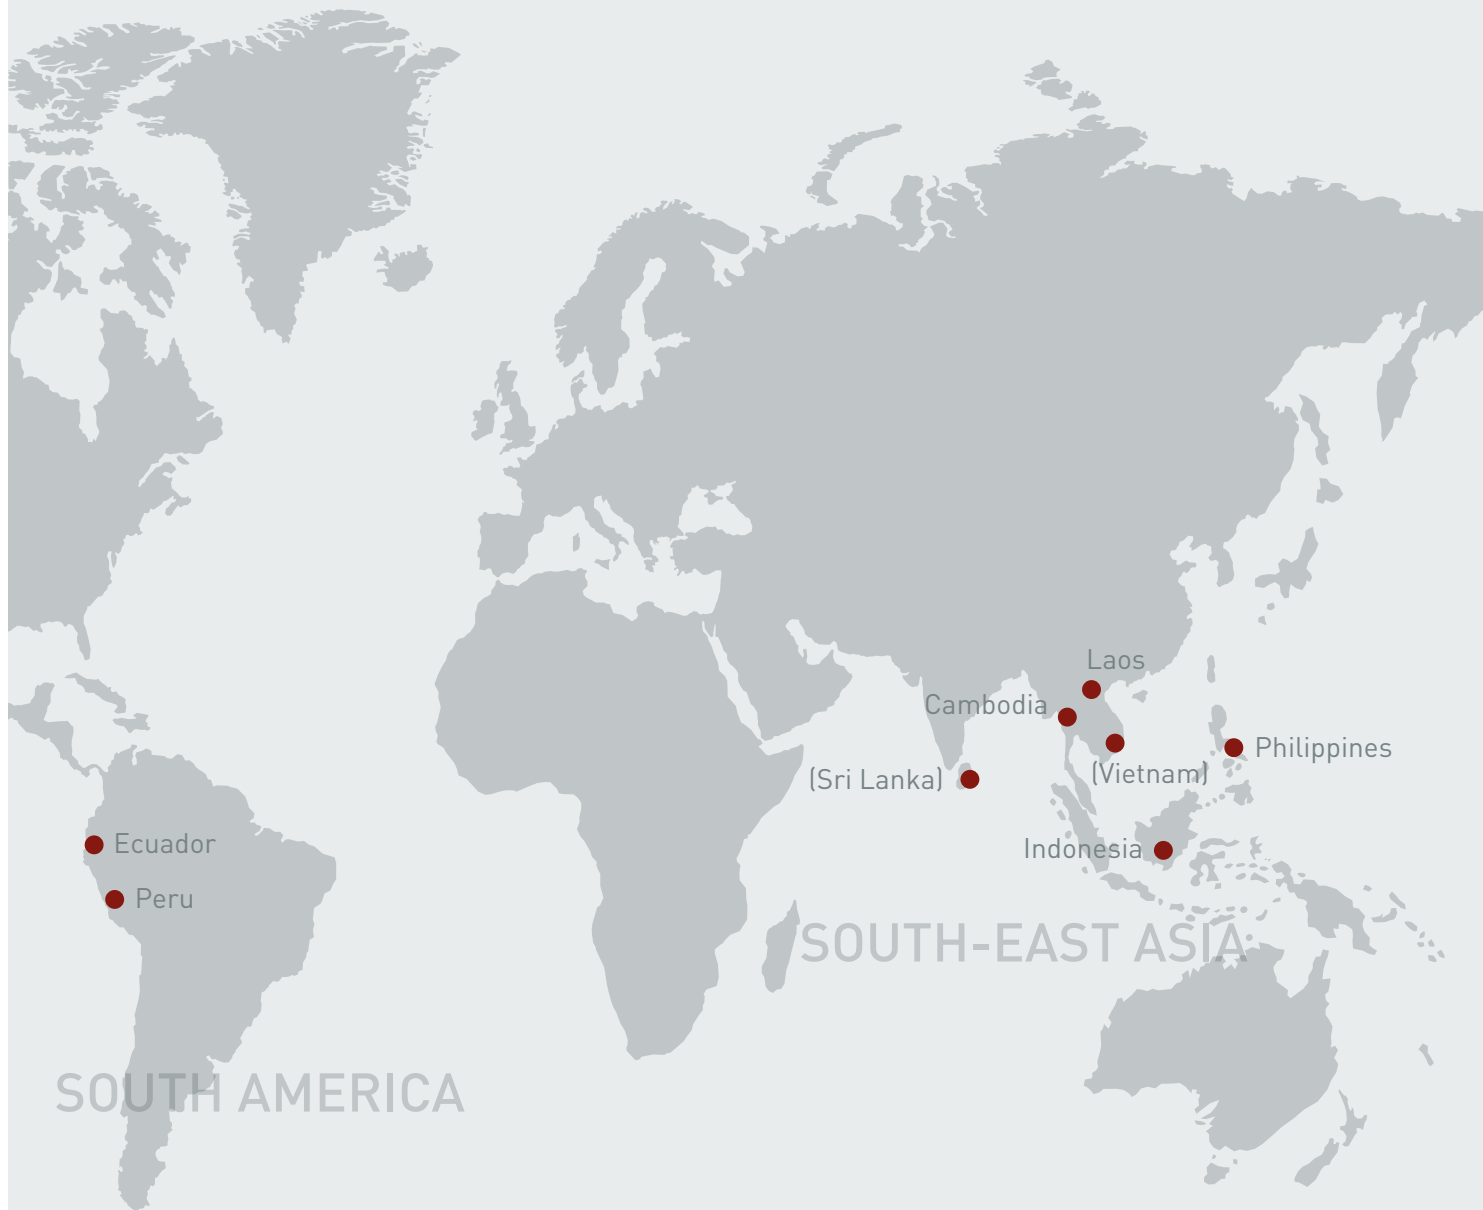 Laos
Cambodia
Philippines
(Vietnam)
(Sri Lanka)
Ecuador
Indonesia
Peru
SOUTH-EAST ASIA
SOUTH AMERICA